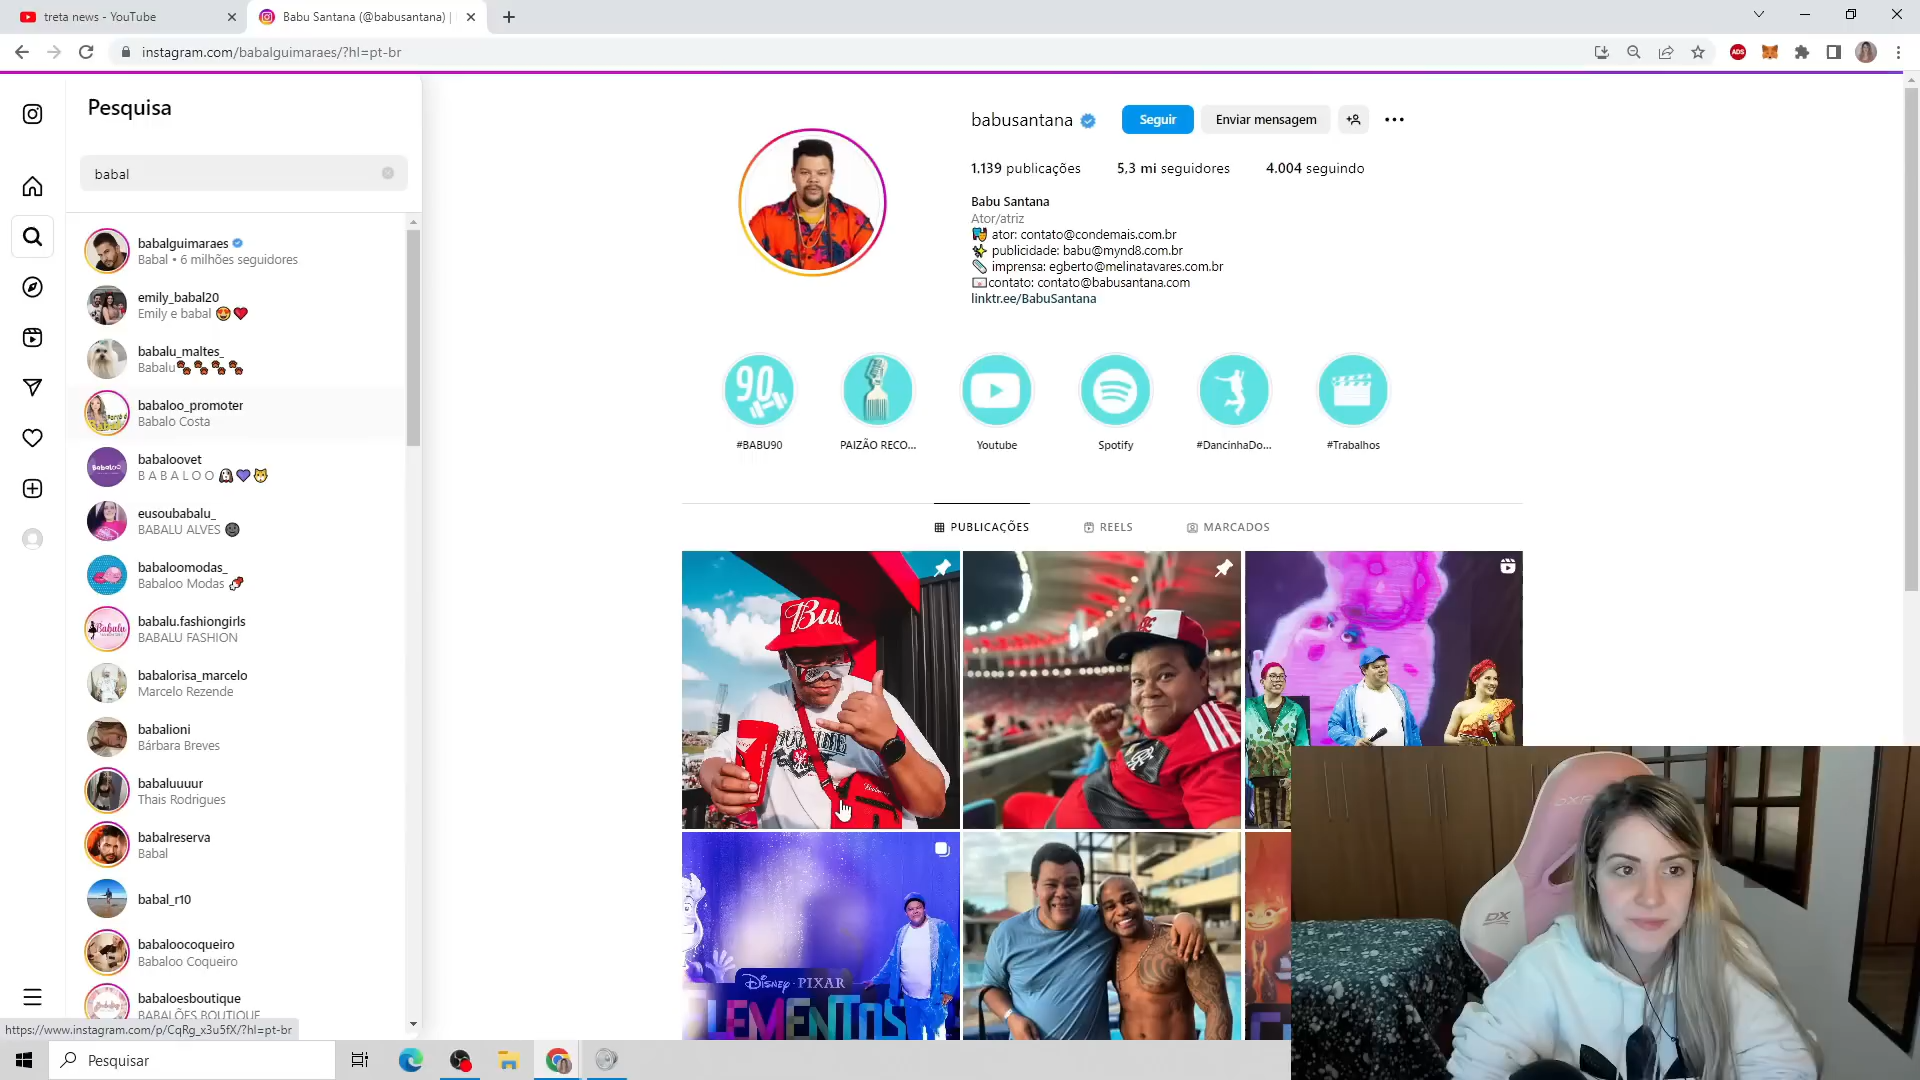 treta news - YouTube
Babu Santana (@babusantana) |
instagram.com/babalguimaraes/?hl=pt-br
ADS
Pesquisa
babal
babalguimaraes
Babal • 6 milhões seguidores
emily_babal20
Emily e babal 😍❤️
babalu_maltes_
Babalu🐾🐾🐾🐾
babaloo_promoter
Babalo Costa
babaloovet
B A B A L O O 🐶💜🐱
eusoubabalu_
BABALU ALVES 🌚
babaloomodas_
Babaloo Modas
babalu.fashiongirls
BABALU FASHION
babalorisa_marcelo
Marcelo Rezende
babalioni
Bárbara Breves
babaluuuur
Thais Rodrigues
babalreserva
Babal
babal_r10
babaloocoqueiro
Babaloo Coqueiro
babaloesboutique
BABALÕES BOUTIQUE
https://www.instagram.com/p/CqRg_x3u5fX/?hl=pt-br
babusantana
Seguir
Enviar mensagem
1.139 publicações
5,3 mi seguidores
4.004 seguindo
Babu Santana
Ator/atriz
🎭 ator: contato@condemais.com.br
✨ publicidade: babu@mynd8.com.br
📎 imprensa: egberto@melinatavares.com.br
📧contato: contato@babusantana.com
linktr.ee/BabuSantana
90
#BABU90
PAIZÃO RECO...
Youtube
Spotify
#DancinhaDo...
#Trabalhos
PUBLICAÇÕES
REELS
MARCADOS
Bud
Disney · PIXAR
ELEMENTOS
DX
Pesquisar